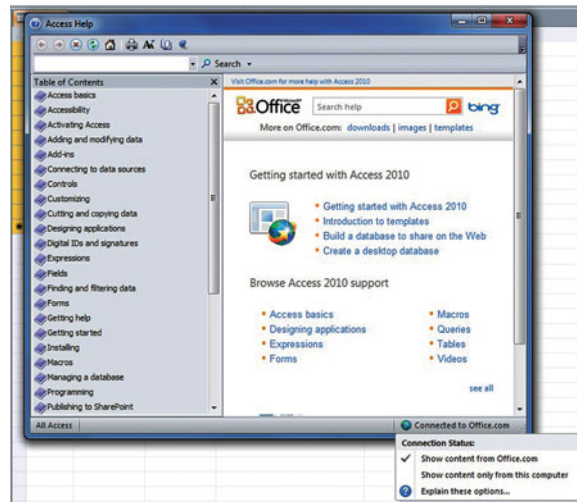 Access Help
Search
Table of Contents
Access basics
Accessibility
Activating Access
Adding and modifying data
Add-ins
Connecting to data sources
Controls
Customizing
Cutting and copying data
Designing applications
Digital IDs and signatures
Expressions
Fields
Finding and filtering data
Forms
Getting help
Getting started
Installing
Macros
Managing a database
Programming
Publishing to SharePoint
Visit Office.com for more help with Access 2010
Office Search help bing
More on Office.com: downloads | images | templates
Getting started with Access 2010
Getting started with Access 2010
Introduction to templates
Build a database to share on the Web
Create a desktop database
Browse Access 2010 support
Access basics
Designing applications
Expressions
Forms
Macros
Queries
Tables
Videos
see all
All Access
Connected to Office.com
Connection Status:
Show content from Office.com
Show content only from this computer
Explain these options...